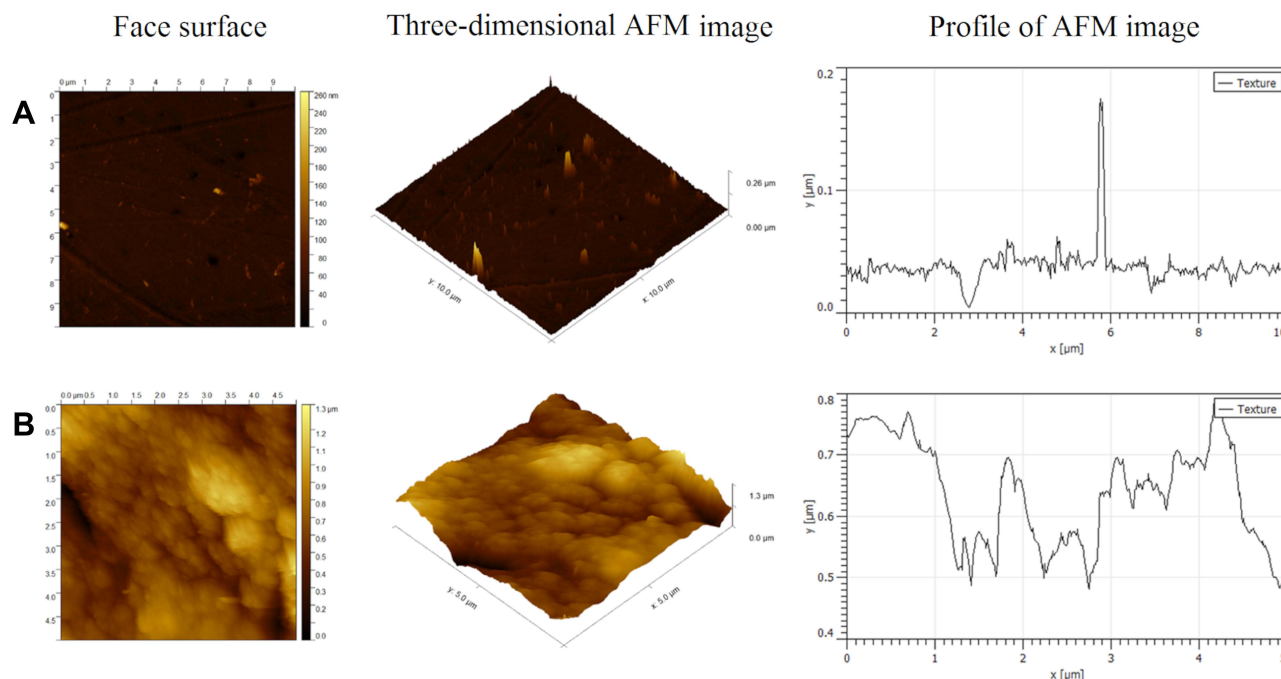 Face surface
Three-dimensional AFM image
Profile of AFM image
A
0 µm 1 2 3 4 5 6 7 8 9
0
1
2
3
4
5
6
7
8
9
260 nm
240
220
200
180
160
140
120
100
80
60
40
0
0.26 µm
0.00 µm
y: 10.0 µm
x: 10.0 µm
0.2
0.1
0.0
y [µm]
Texture
0 2 4 6 8 10
x [µm]
B
0.0 µm 0.5 1.0 1.5 2.0 2.5 3.0 3.5 4.0 4.5
0.0
0.5
1.0
1.5
2.0
2.5
3.0
3.5
4.0
4.5
1.3 µm
1.2
1.1
1.0
0.9
0.8
0.7
0.6
0.5
0.4
0.3
0.2
0.0
1.3 µm
0.0 µm
y: 5.0 µm
x: 5.0 µm
0.8
0.7
0.6
0.5
0.4
y [µm]
Texture
0 1 2 3 4 5
x [µm]